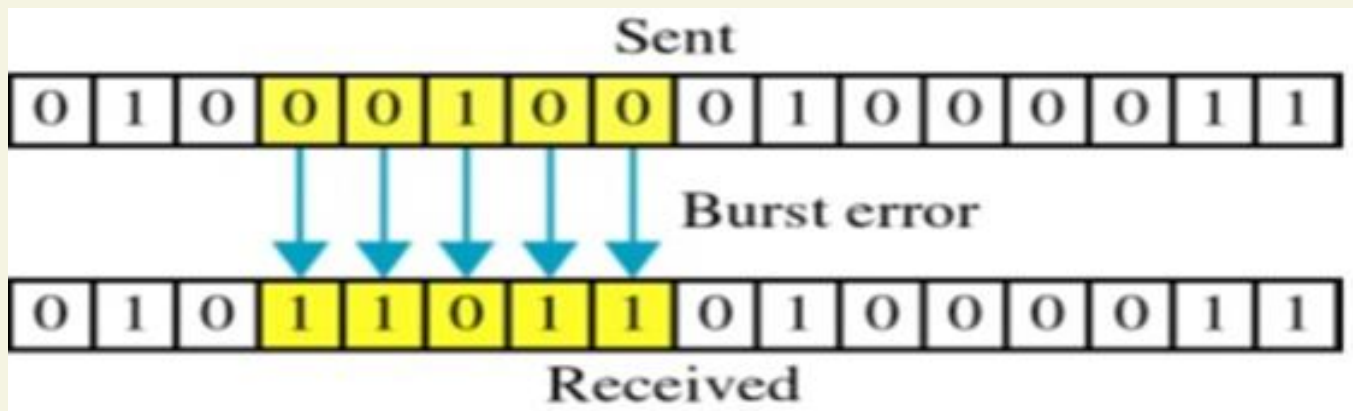 Sent
0 1 0 0 0 1 0 0 0 1 0 0 0 0 1 1
Burst error
0 1 0 1 1 0 1 1 0 1 0 0 0 0 1 1
Received